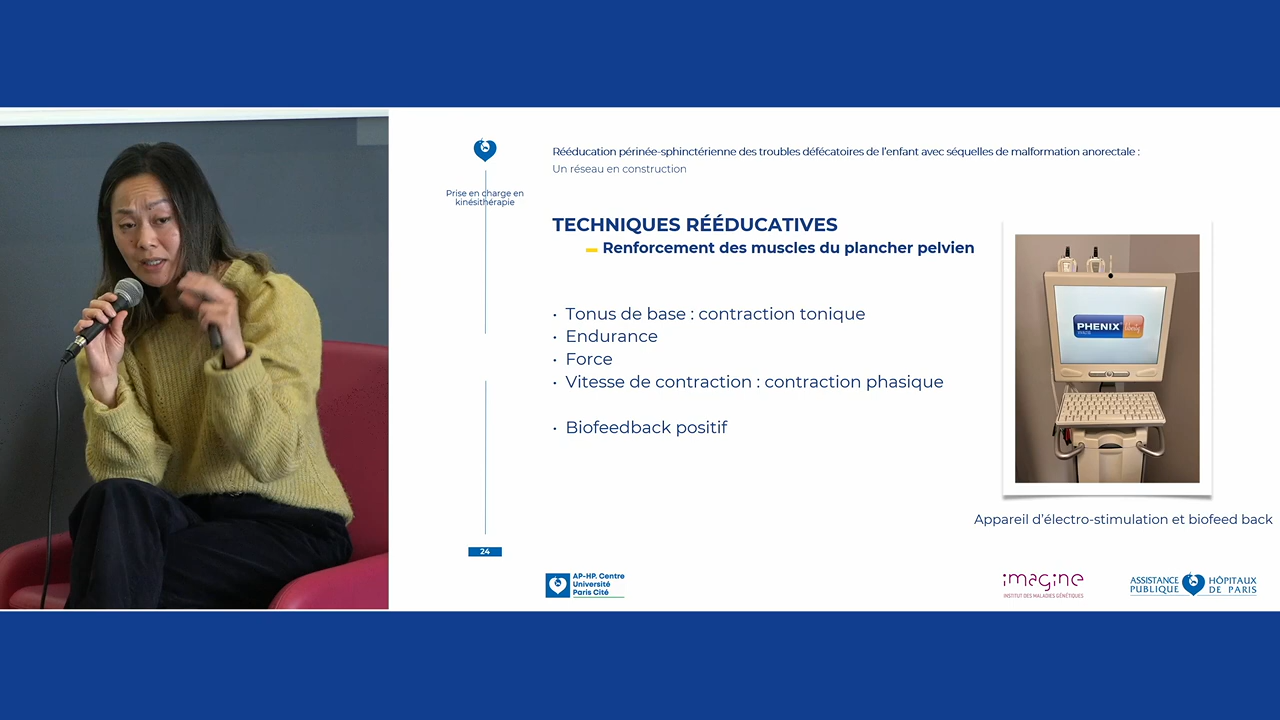 Rééducation périnée-sphinctérienne des troubles défécatoires de l'enfant avec séquelles de malformation anorectale :
Un réseau en construction
Prise en charge en
kinésithérapie
TECHNIQUES RÉÉDUCATIVES
Renforcement des muscles du plancher pelvien
• Tonus de base : contraction tonique
• Endurance
• Force
• Vitesse de contraction : contraction phasique
• Biofeedback positif
PHENIX
Appareil d'électro-stimulation et biofeed back
24
AP-HP. Centre
Université
Paris Cité
imagine
INSTITUT DES MALADIES GÉNÉTIQUES
ASSISTANCE
PUBLIQUE
HÔPITAUX
DE PARIS